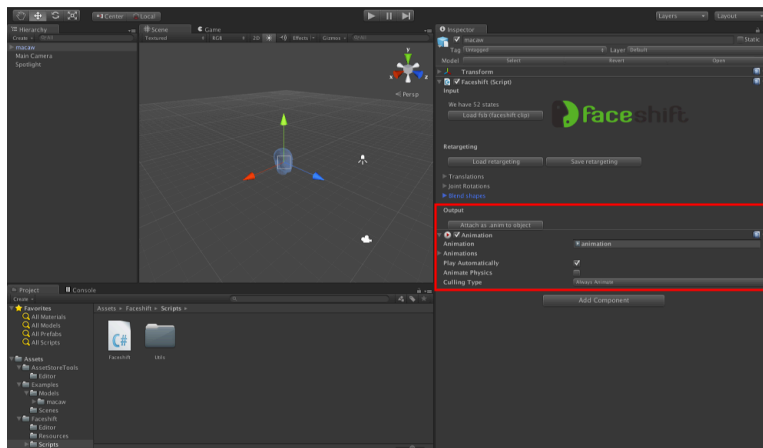 Center Local
Layers Layout
Hierarchy
Create All
macaw
Main Camera
Spotlight
Scene Game
Textured RGB 2D Effects Gizmos All
y
x z
Persp
Inspector
macaw Static
Tag Untagged Layer Default
Model Select Revert Open
Transform
Faceshift (Script)
Input
We have 52 states
Load fcb (faceshift clip)
faceshift
Retargeting
Load retargeting Save retargeting
Translations
Joint Rotations
Blend shapes
Output
Attach as .anim to object
Animation
Animation animation
Animations
Play Automatically
Animate Physics
Culling Type Always Animate
Add Component
Project Console
Create
Favorites
All Materials
All Models
All Prefabs
All Scripts
Assets
AssetStoreTools
Editor
Examples
Models
macaw
Scenes
Faceshift
Editor
Resources
Scripts
Assets Faceshift Scripts
C#
Faceshift Utils